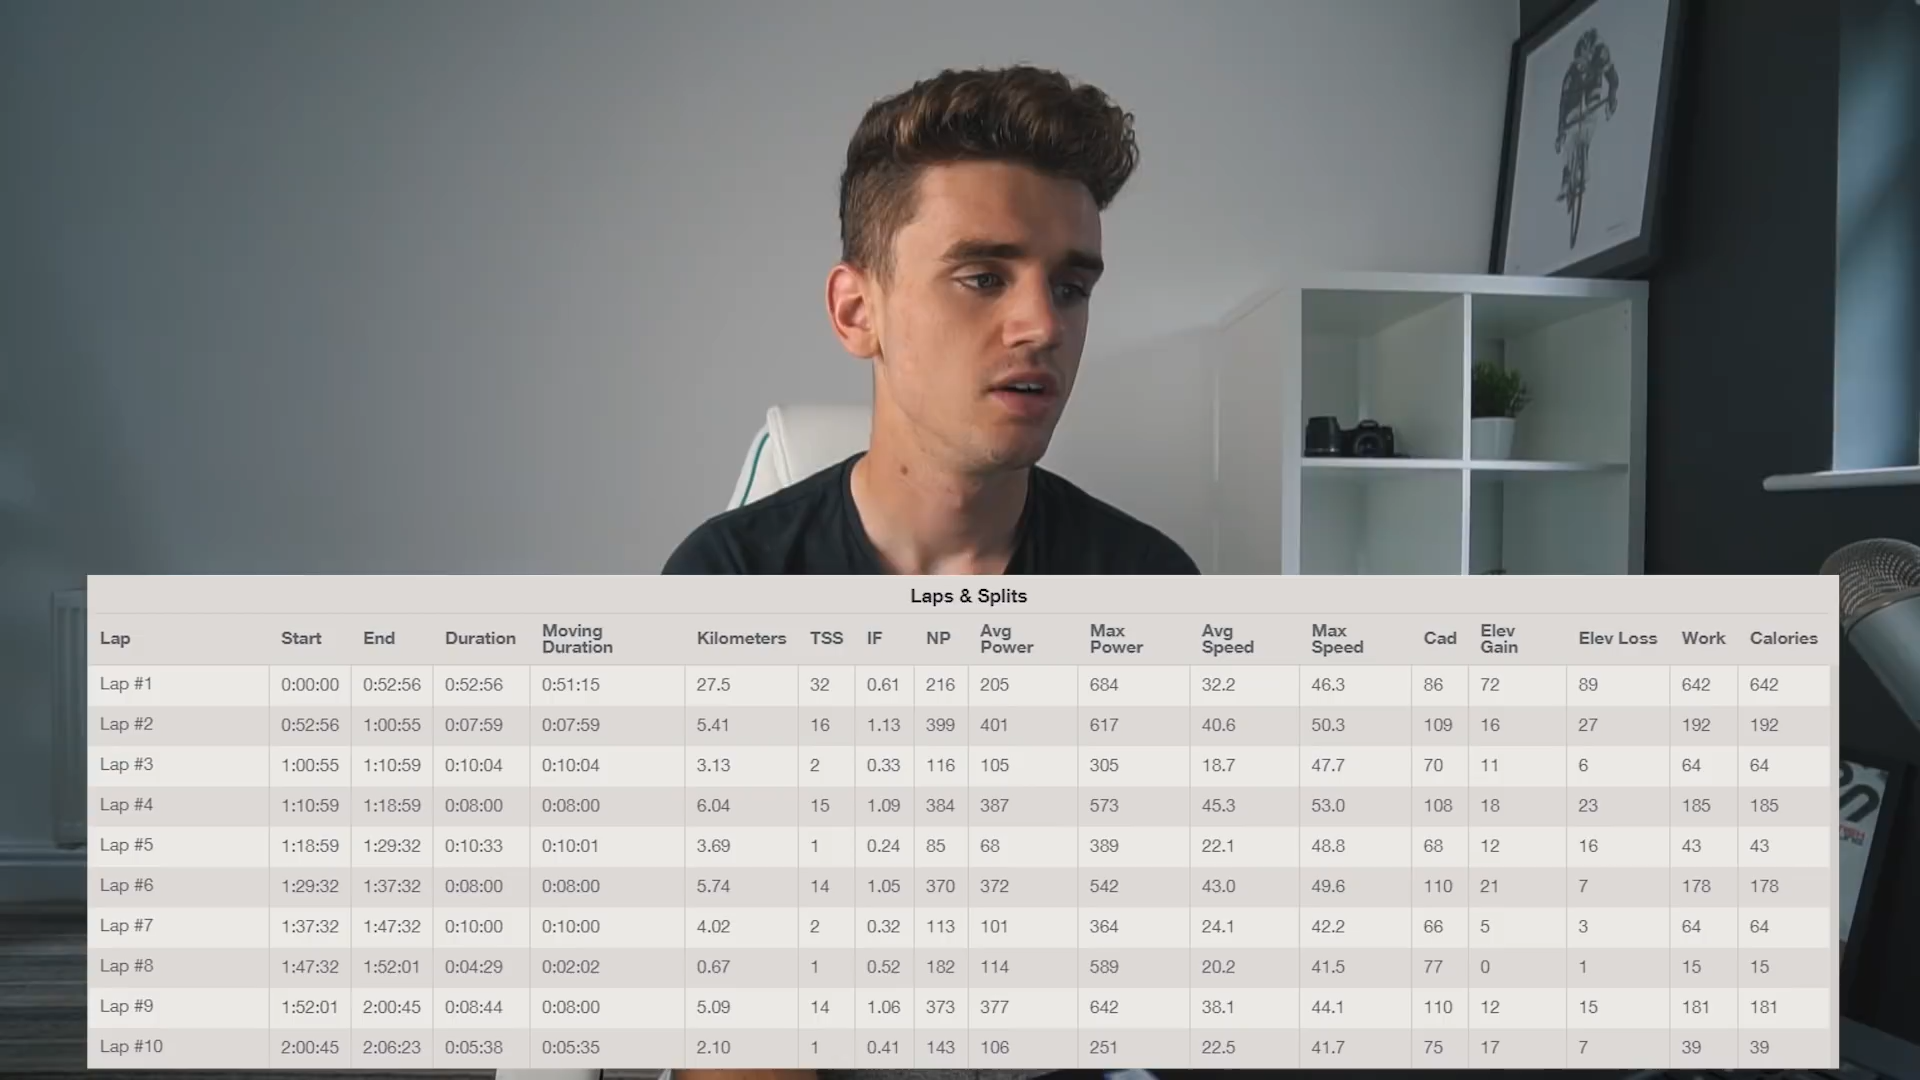 Laps & Splits
Lap Start End Duration Moving Duration Kilometers TSS IF NP Avg Power Max Power Avg Speed Max Speed Cad Elev Gain Elev Loss Work Calories
Lap #1 0:00:00 0:52:56 0:52:56 0:51:15 27.5 32 0.61 216 205 684 32.2 46.3 86 72 89 642 642
Lap #2 0:52:56 1:00:55 0:07:59 0:07:59 5.41 16 1.13 399 401 617 40.6 50.3 109 16 27 192 192
Lap #3 1:00:55 1:10:59 0:10:04 0:10:04 3.13 2 0.33 116 105 305 18.7 47.7 70 11 6 64 64
Lap #4 1:10:59 1:18:59 0:08:00 0:08:00 6.04 15 1.09 384 387 573 45.3 53.0 108 18 23 185 185
Lap #5 1:18:59 1:29:32 0:10:33 0:10:01 3.69 1 0.24 85 68 389 22.1 48.8 68 12 16 43 43
Lap #6 1:29:32 1:37:32 0:08:00 0:08:00 5.74 14 1.05 370 372 542 43.0 49.6 110 21 7 178 178
Lap #7 1:37:32 1:47:32 0:10:00 0:10:00 4.02 2 0.32 113 101 364 24.1 42.2 66 5 3 64 64
Lap #8 1:47:32 1:52:01 0:04:29 0:02:02 0.67 1 0.52 182 114 589 20.2 41.5 77 0 1 15 15
Lap #9 1:52:01 2:00:45 0:08:44 0:08:00 5.09 14 1.06 373 377 642 38.1 44.1 110 12 15 181 181
Lap #10 2:00:45 2:06:23 0:05:38 0:05:35 2.10 1 0.41 143 106 251 22.5 41.7 75 17 7 39 39